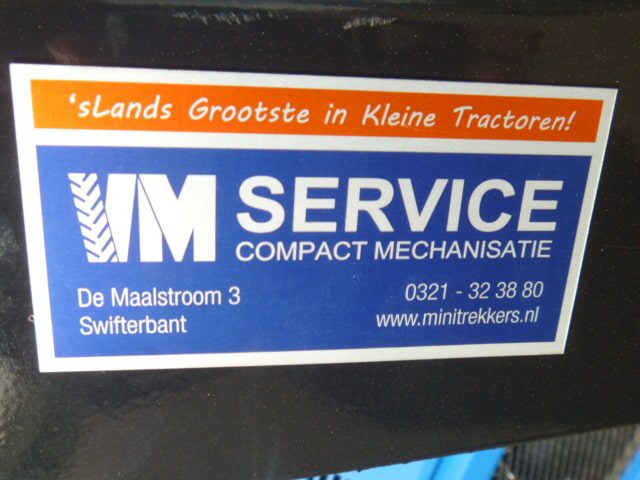 'sLands Grootste in Kleine Tractoren!
VM SERVICE
COMPACT MECHANISATIE
De Maalstroom 3
Swifterbant
0321 - 32 38 80
www.minitrekkers.nl